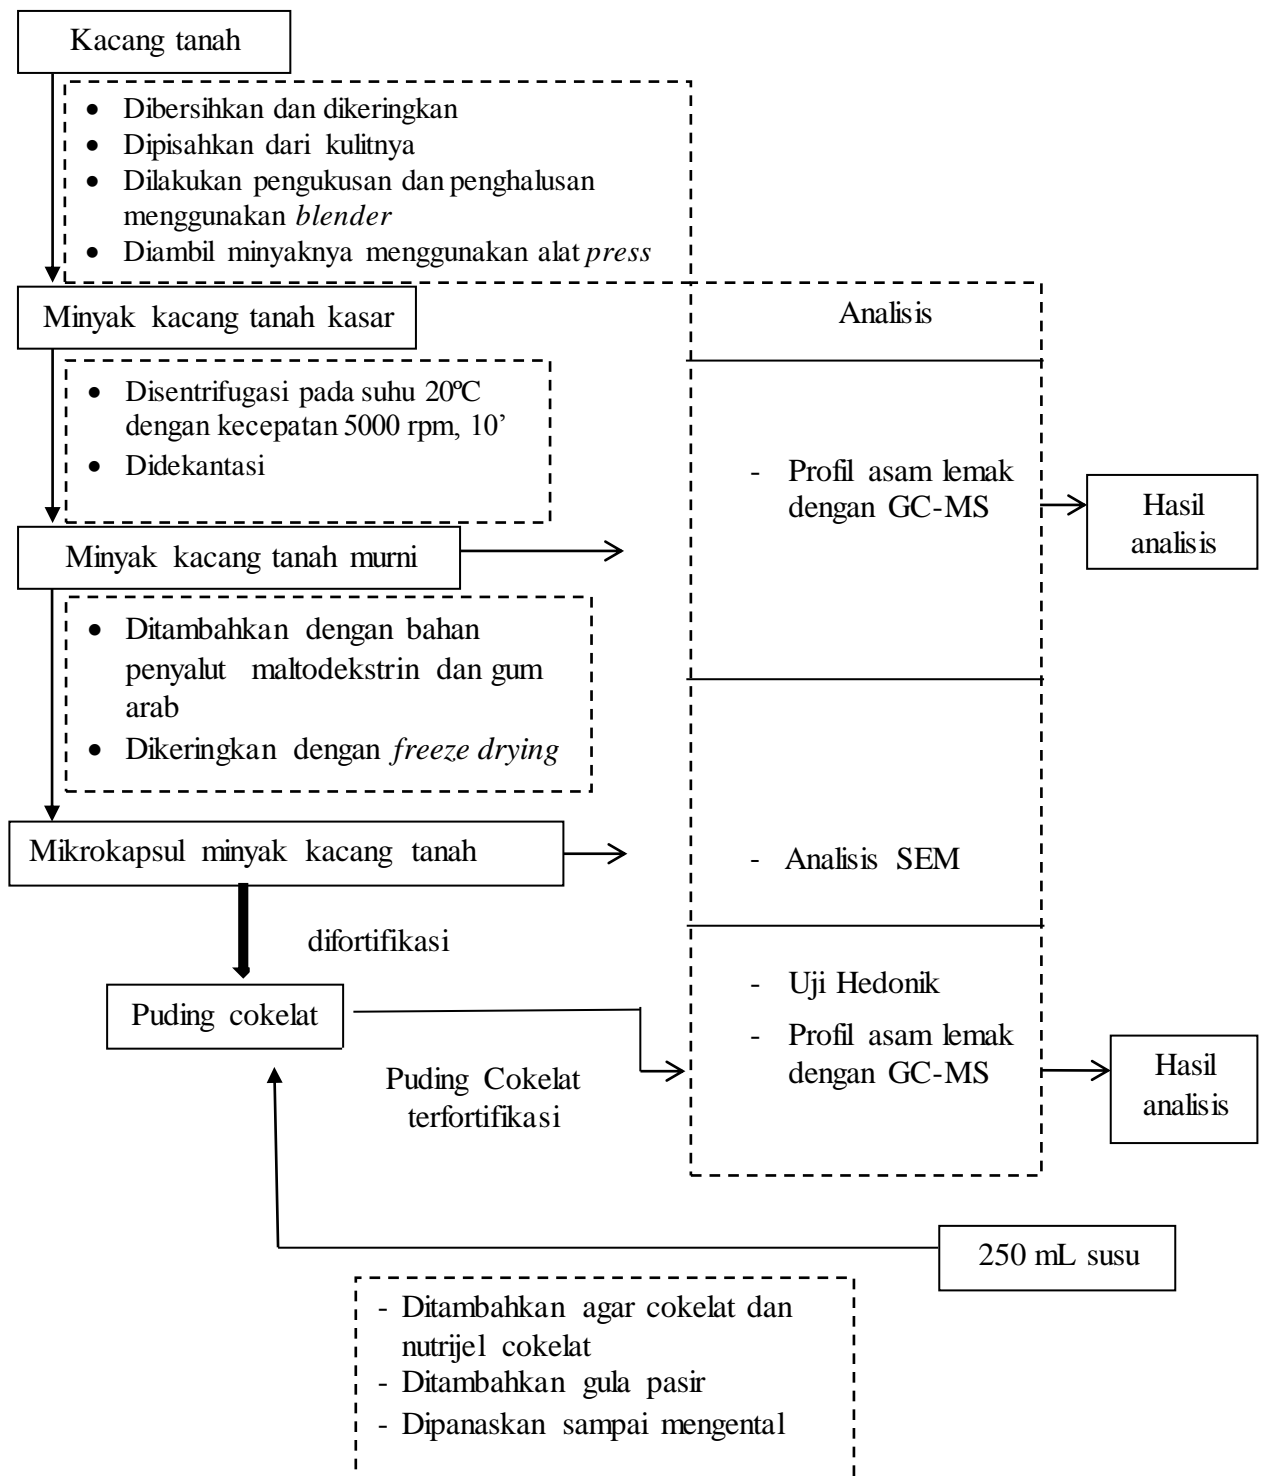 Kacang tanah
• Dibersihkan dan dikeringkan
• Dipisahkan dari kulitnya
• Dilakukan pengukusan dan penghalusan
menggunakan blender
• Diambil minyaknya menggunakan alat press
Minyak kacang tanah kasar
• Disentrifugasi pada suhu 20ºC
dengan kecepatan 5000 rpm, 10’
• Didekantasi
Minyak kacang tanah murni
• Ditambahkan dengan bahan
penyalut maltodekstrin dan gum
arab
• Dikeringkan dengan freeze drying
Mikrokapsul minyak kacang tanah
difortifikasi
Puding cokelat
Puding Cokelat
terfortifikasi
Analisis
- Profil asam lemak
dengan GC-MS
Hasil
analisis
- Analisis SEM
- Uji Hedonik
- Profil asam lemak
dengan GC-MS
Hasil
analisis
250 mL susu
- Ditambahkan agar cokelat dan
nutrijel cokelat
- Ditambahkan gula pasir
- Dipanaskan sampai mengental